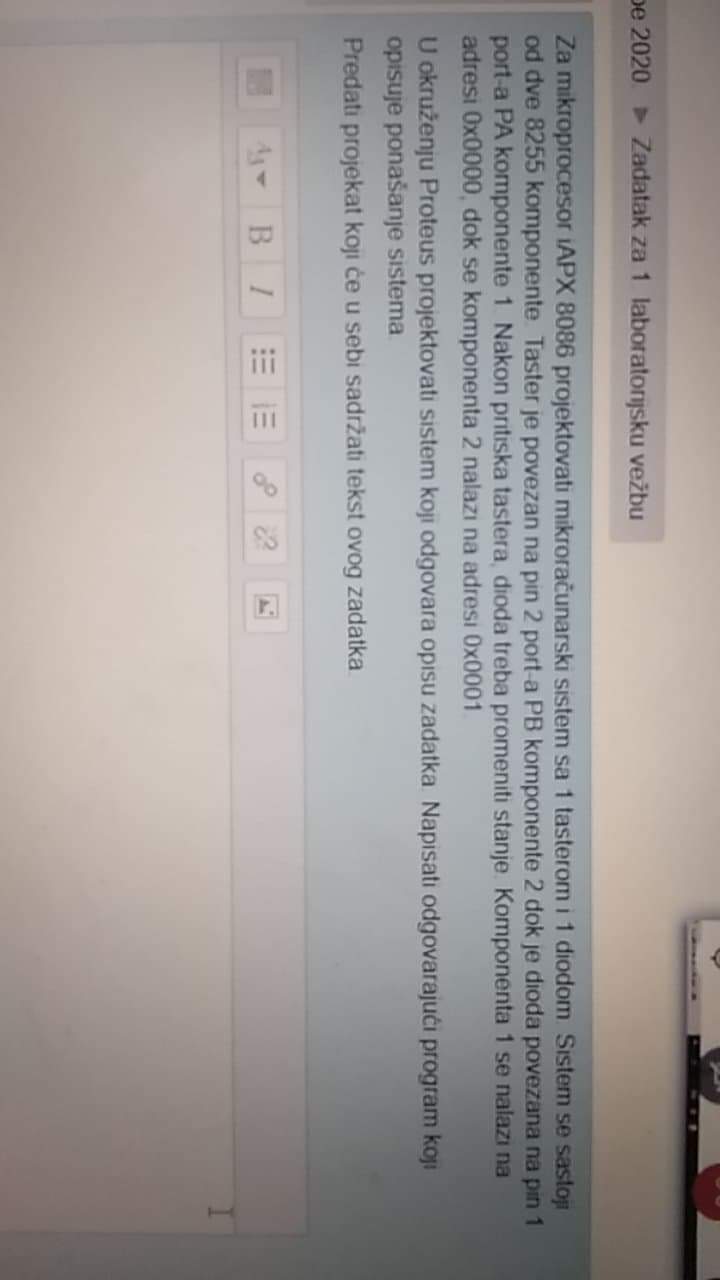 be 2020. ► Zadatak za 1. laboratorijsku vežbu
Za mikroprocesor iAPX 8086 projektovati mikroračunarski sistem sa 1 tasterom i 1 diodom. Sistem se sastoji
od dve 8255 komponente. Taster je povezan na pin 2 port-a PB komponente 2 dok je dioda povezana na pin 1
port-a PA komponente 1. Nakon pritiska tastera, dioda treba promeniti stanje. Komponenta 1 se nalazi na
adresi 0x0000, dok se komponenta 2 nalazi na adresi 0x0001.
U okruženju Proteus projektovati sistem koji odgovara opisu zadatka. Napisati odgovarajući program koji
opisuje ponašanje sistema.
Predati projekat koji će u sebi sadržati tekst ovog zadatka.
B I